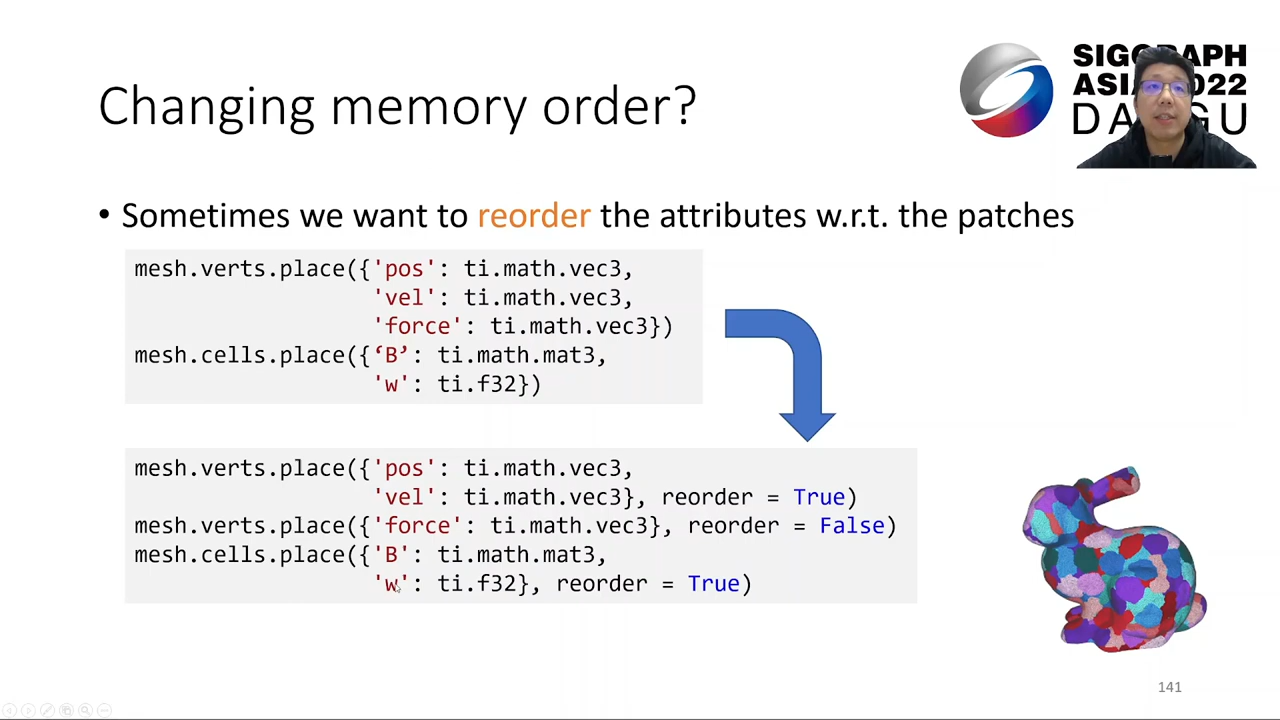 SIGGRAPH
ASIA 2022
DAEGU
Changing memory order?
• Sometimes we want to reorder the attributes w.r.t. the patches
mesh.verts.place({'pos': ti.math.vec3,
'vel': ti.math.vec3,
'force': ti.math.vec3})
mesh.cells.place({‘B’: ti.math.mat3,
'w': ti.f32})
mesh.verts.place({'pos': ti.math.vec3,
'vel': ti.math.vec3}, reorder = True)
mesh.verts.place({'force': ti.math.vec3}, reorder = False)
mesh.cells.place({'B': ti.math.mat3,
'w': ti.f32}, reorder = True)
141